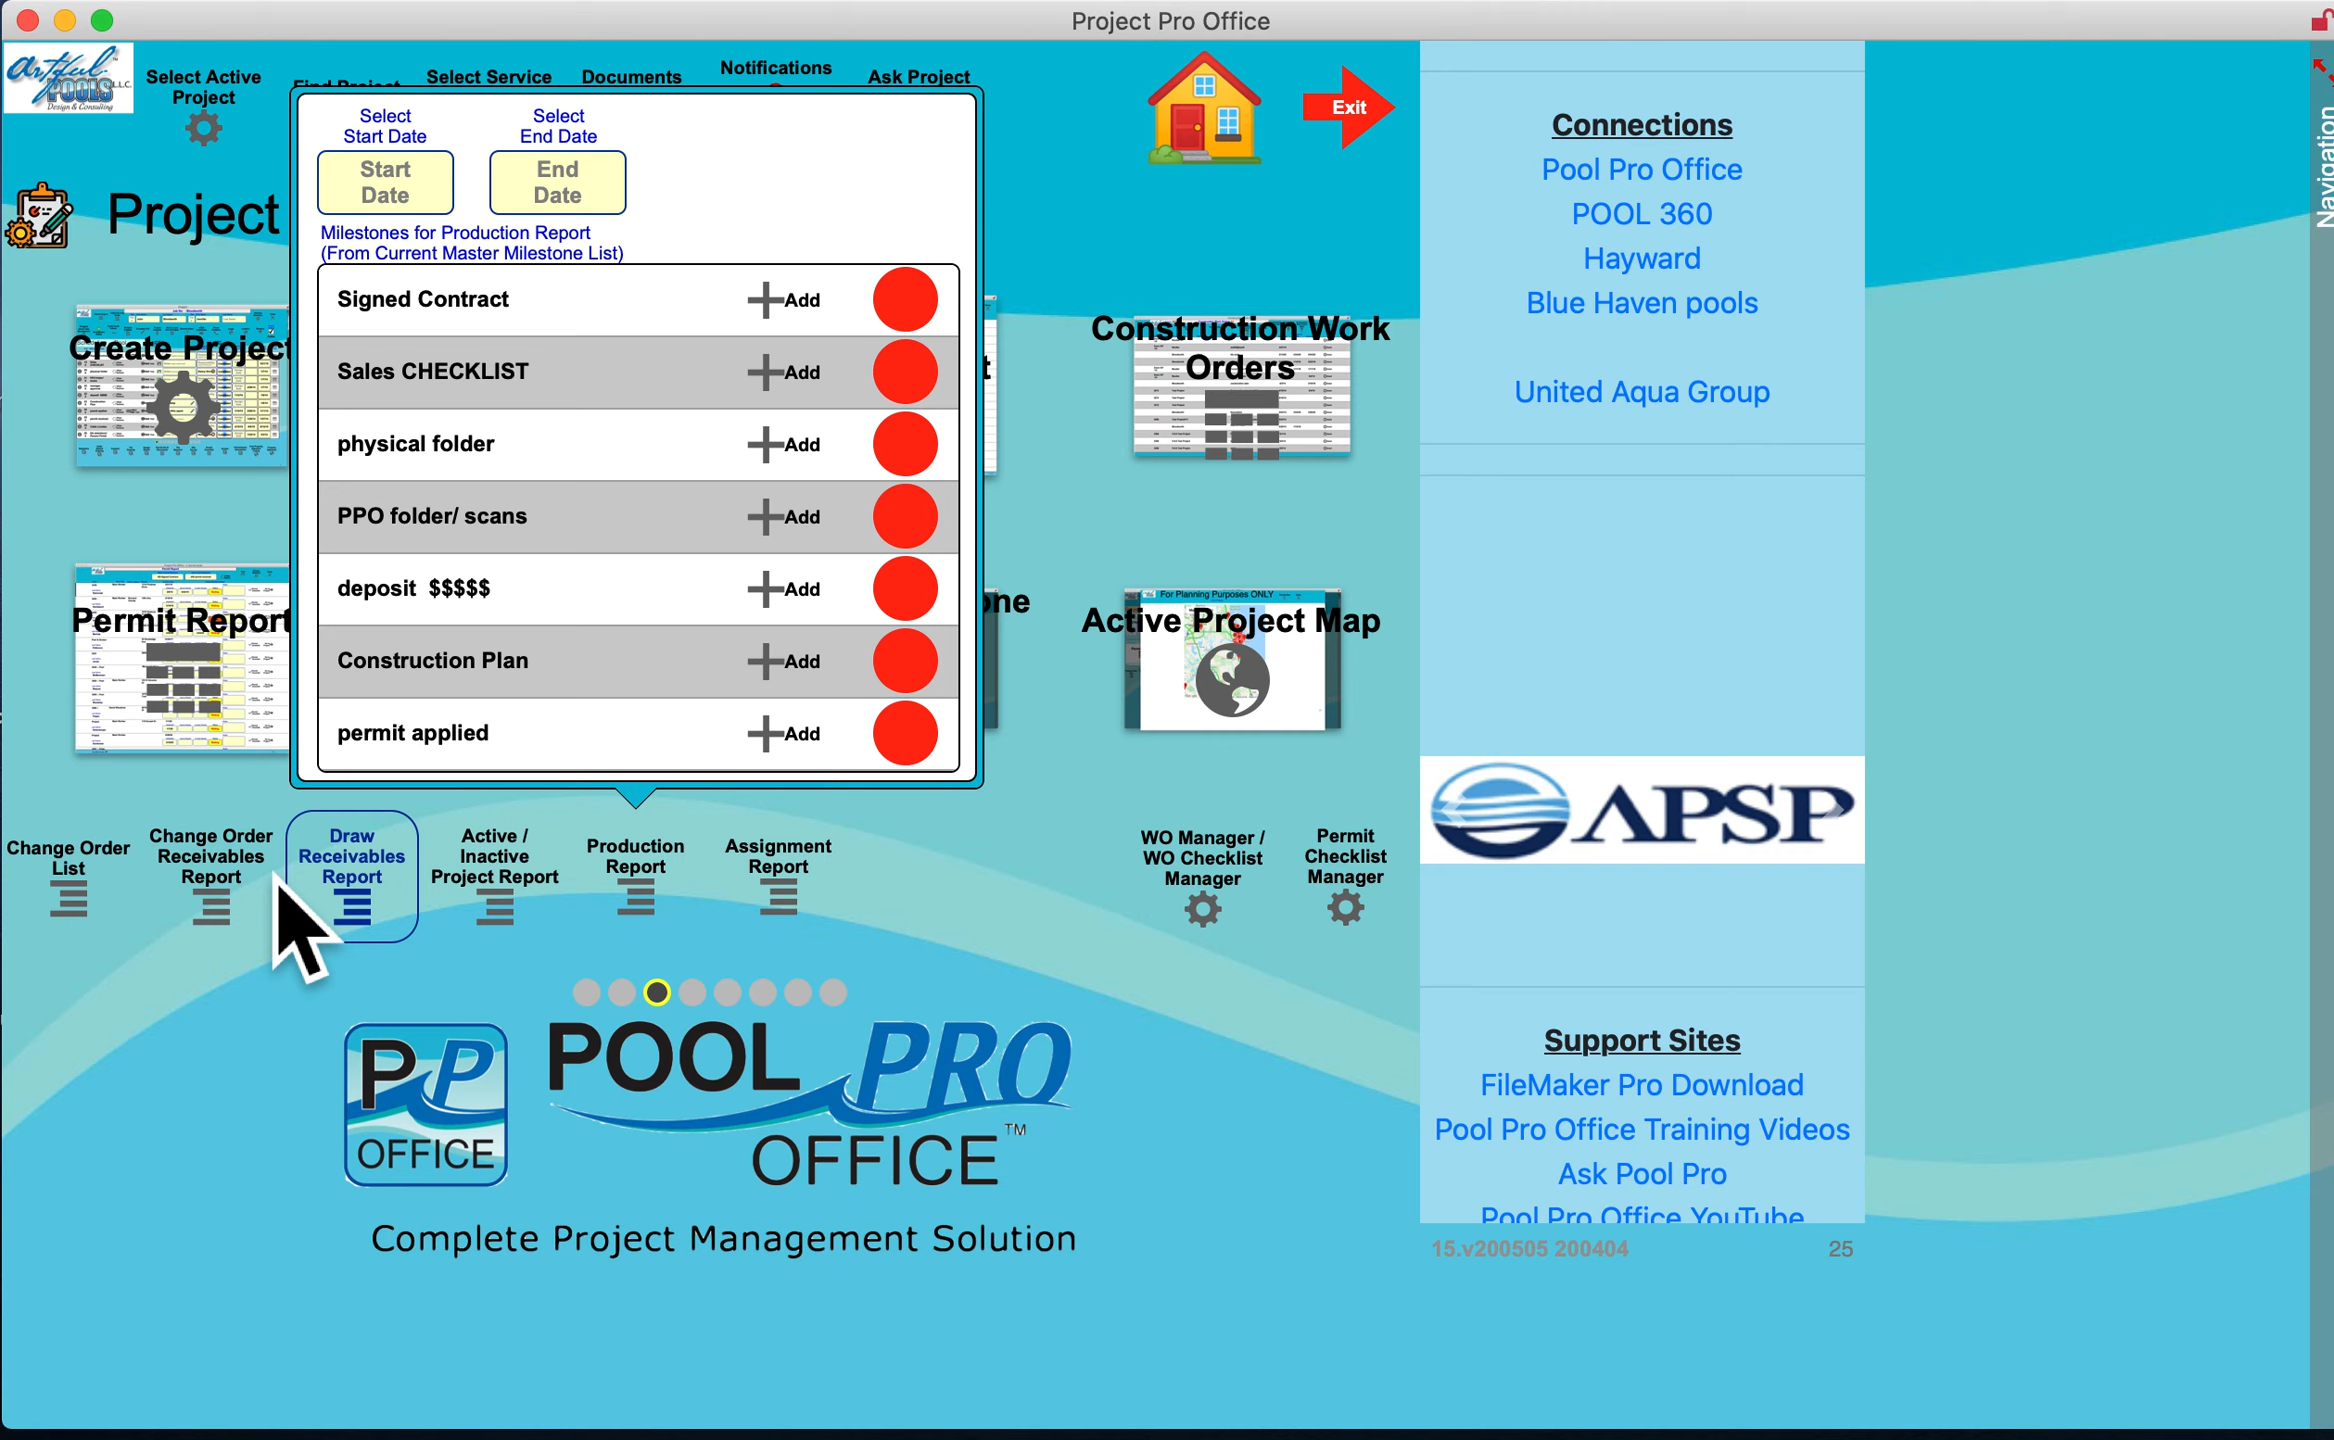 Project Pro Office
Artful
POOLS L.L.C.
Design & Consulting
Select Active
Project
Find Project
Select Service
Documents
Notifications
Ask Project
Exit
Project
Select
Start Date
Select
End Date
Start
Date
End
Date
Milestones for Production Report
(From Current Master Milestone List)
Signed Contract
Add
Sales CHECKLIST
Add
physical folder
Add
PPO folder/ scans
Add
deposit $$$$$
Add
Construction Plan
Add
permit applied
Add
Create Project
Permit Report
Construction Work
Orders
For Planning Purposes ONLY
Active Project Map
Change Order
List
Change Order
Receivables
Report
Draw
Receivables
Report
Active /
Inactive
Project Report
Production
Report
Assignment
Report
WO Manager /
WO Checklist
Manager
Permit
Checklist
Manager
PP
OFFICE
POOL PRO
OFFICE™
Complete Project Management Solution
Connections
Pool Pro Office
POOL 360
Hayward
Blue Haven pools
United Aqua Group
APSP
Support Sites
FileMaker Pro Download
Pool Pro Office Training Videos
Ask Pool Pro
Pool Pro Office YouTube
15.v200505 200404
25
Navigation